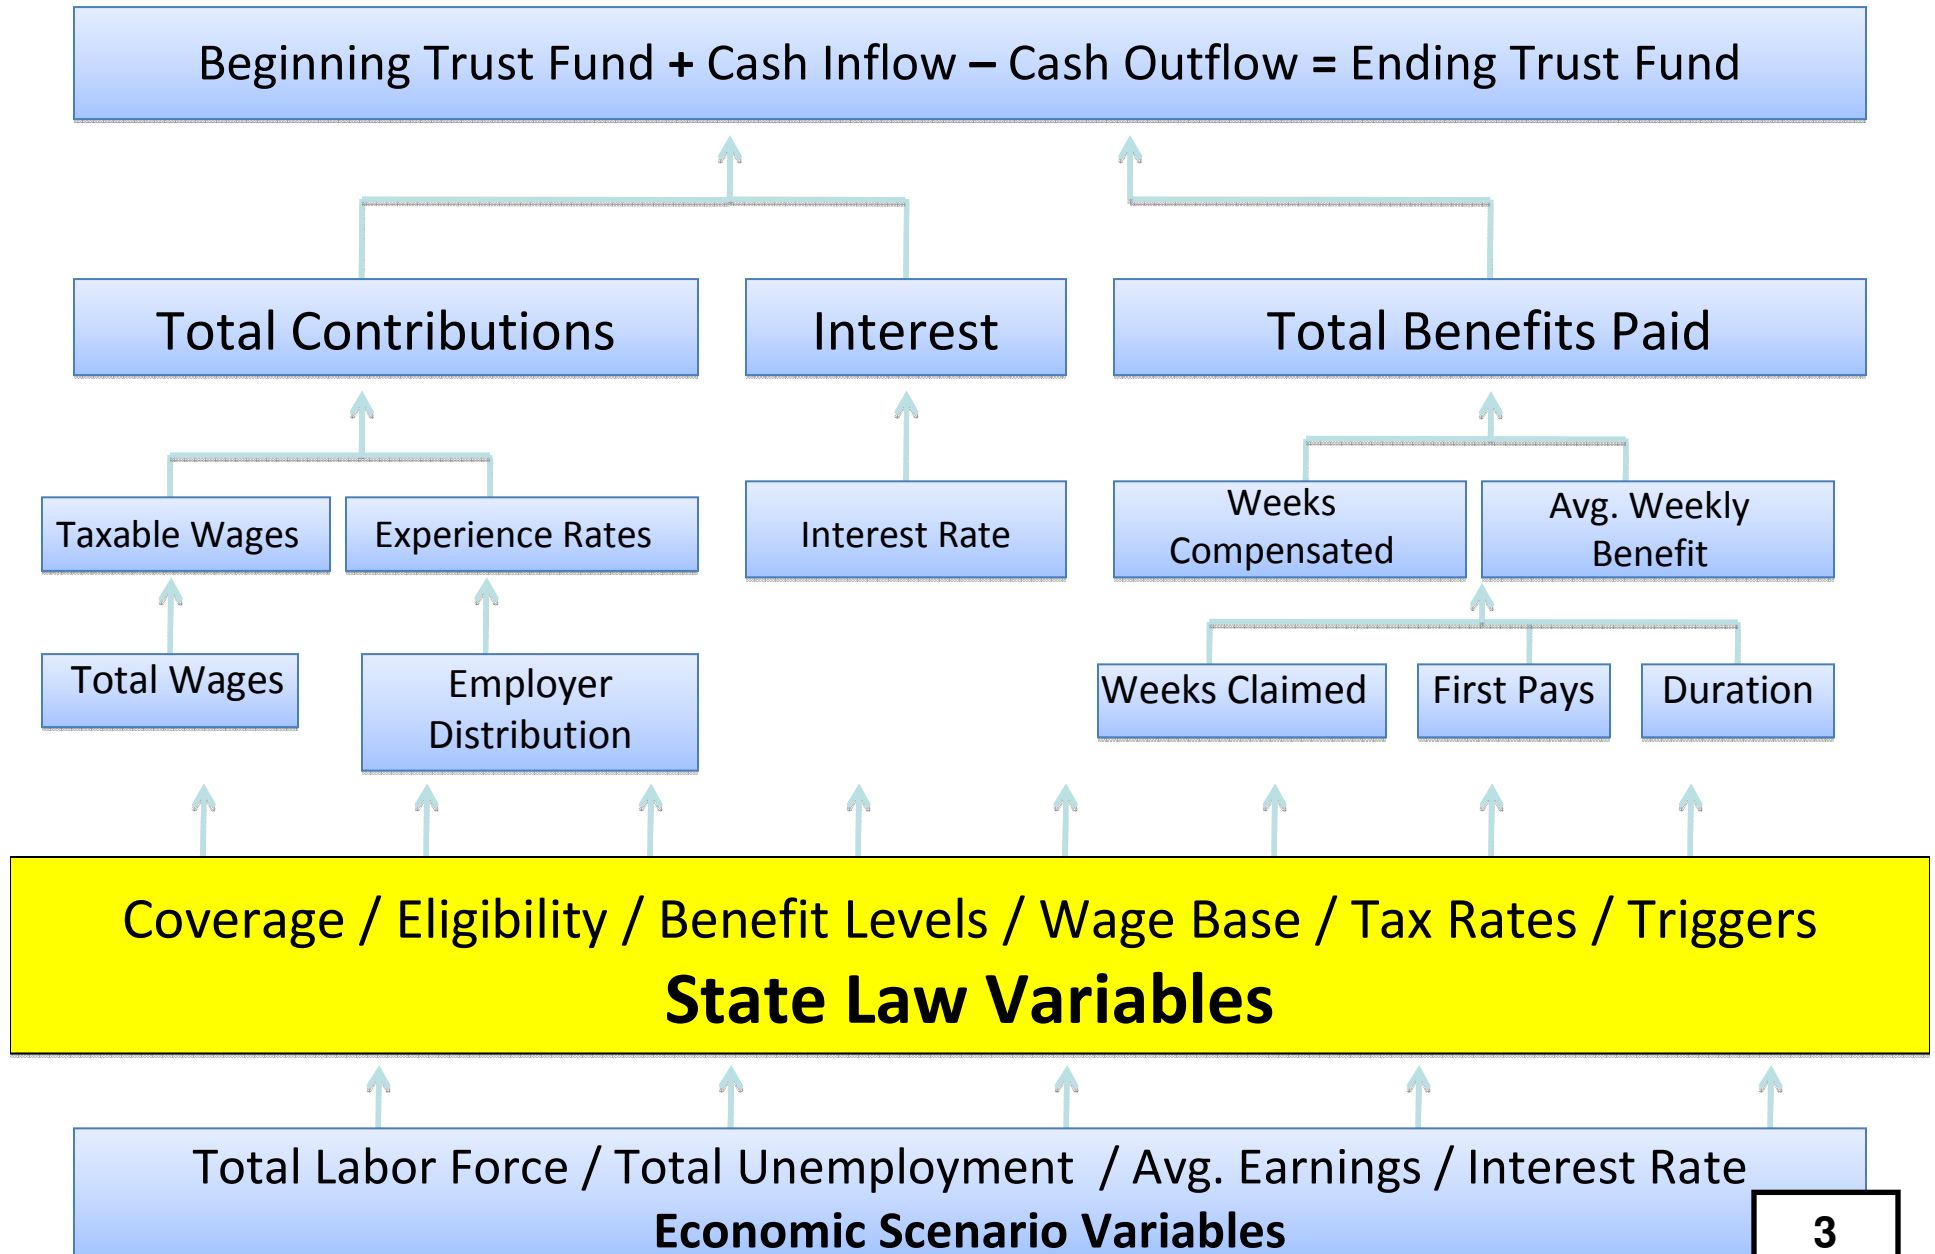 Beginning Trust Fund + Cash Inflow – Cash Outflow = Ending Trust Fund
Total Contributions
Interest
Total Benefits Paid
Taxable Wages
Experience Rates
Interest Rate
Weeks
Compensated
Avg. Weekly
Benefit
Total Wages
Employer
Distribution
Weeks Claimed
First Pays
Duration
Coverage / Eligibility / Benefit Levels / Wage Base / Tax Rates / Triggers
State Law Variables
Total Labor Force / Total Unemployment / Avg. Earnings / Interest Rate
Economic Scenario Variables
3